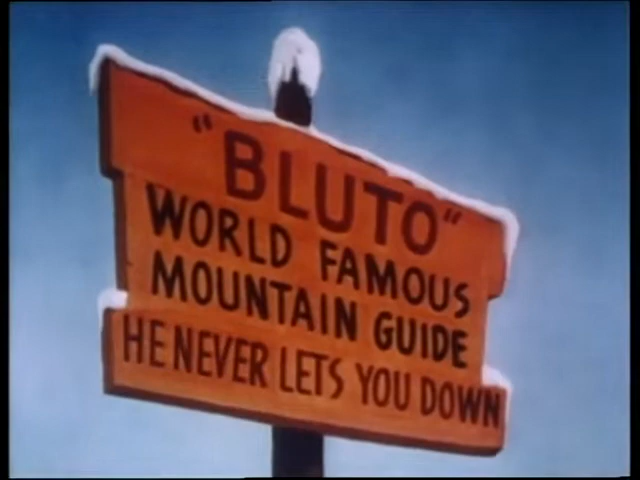 "BLUTO"
WORLD FAMOUS
MOUNTAIN GUIDE
HE NEVER LETS YOU DOWN